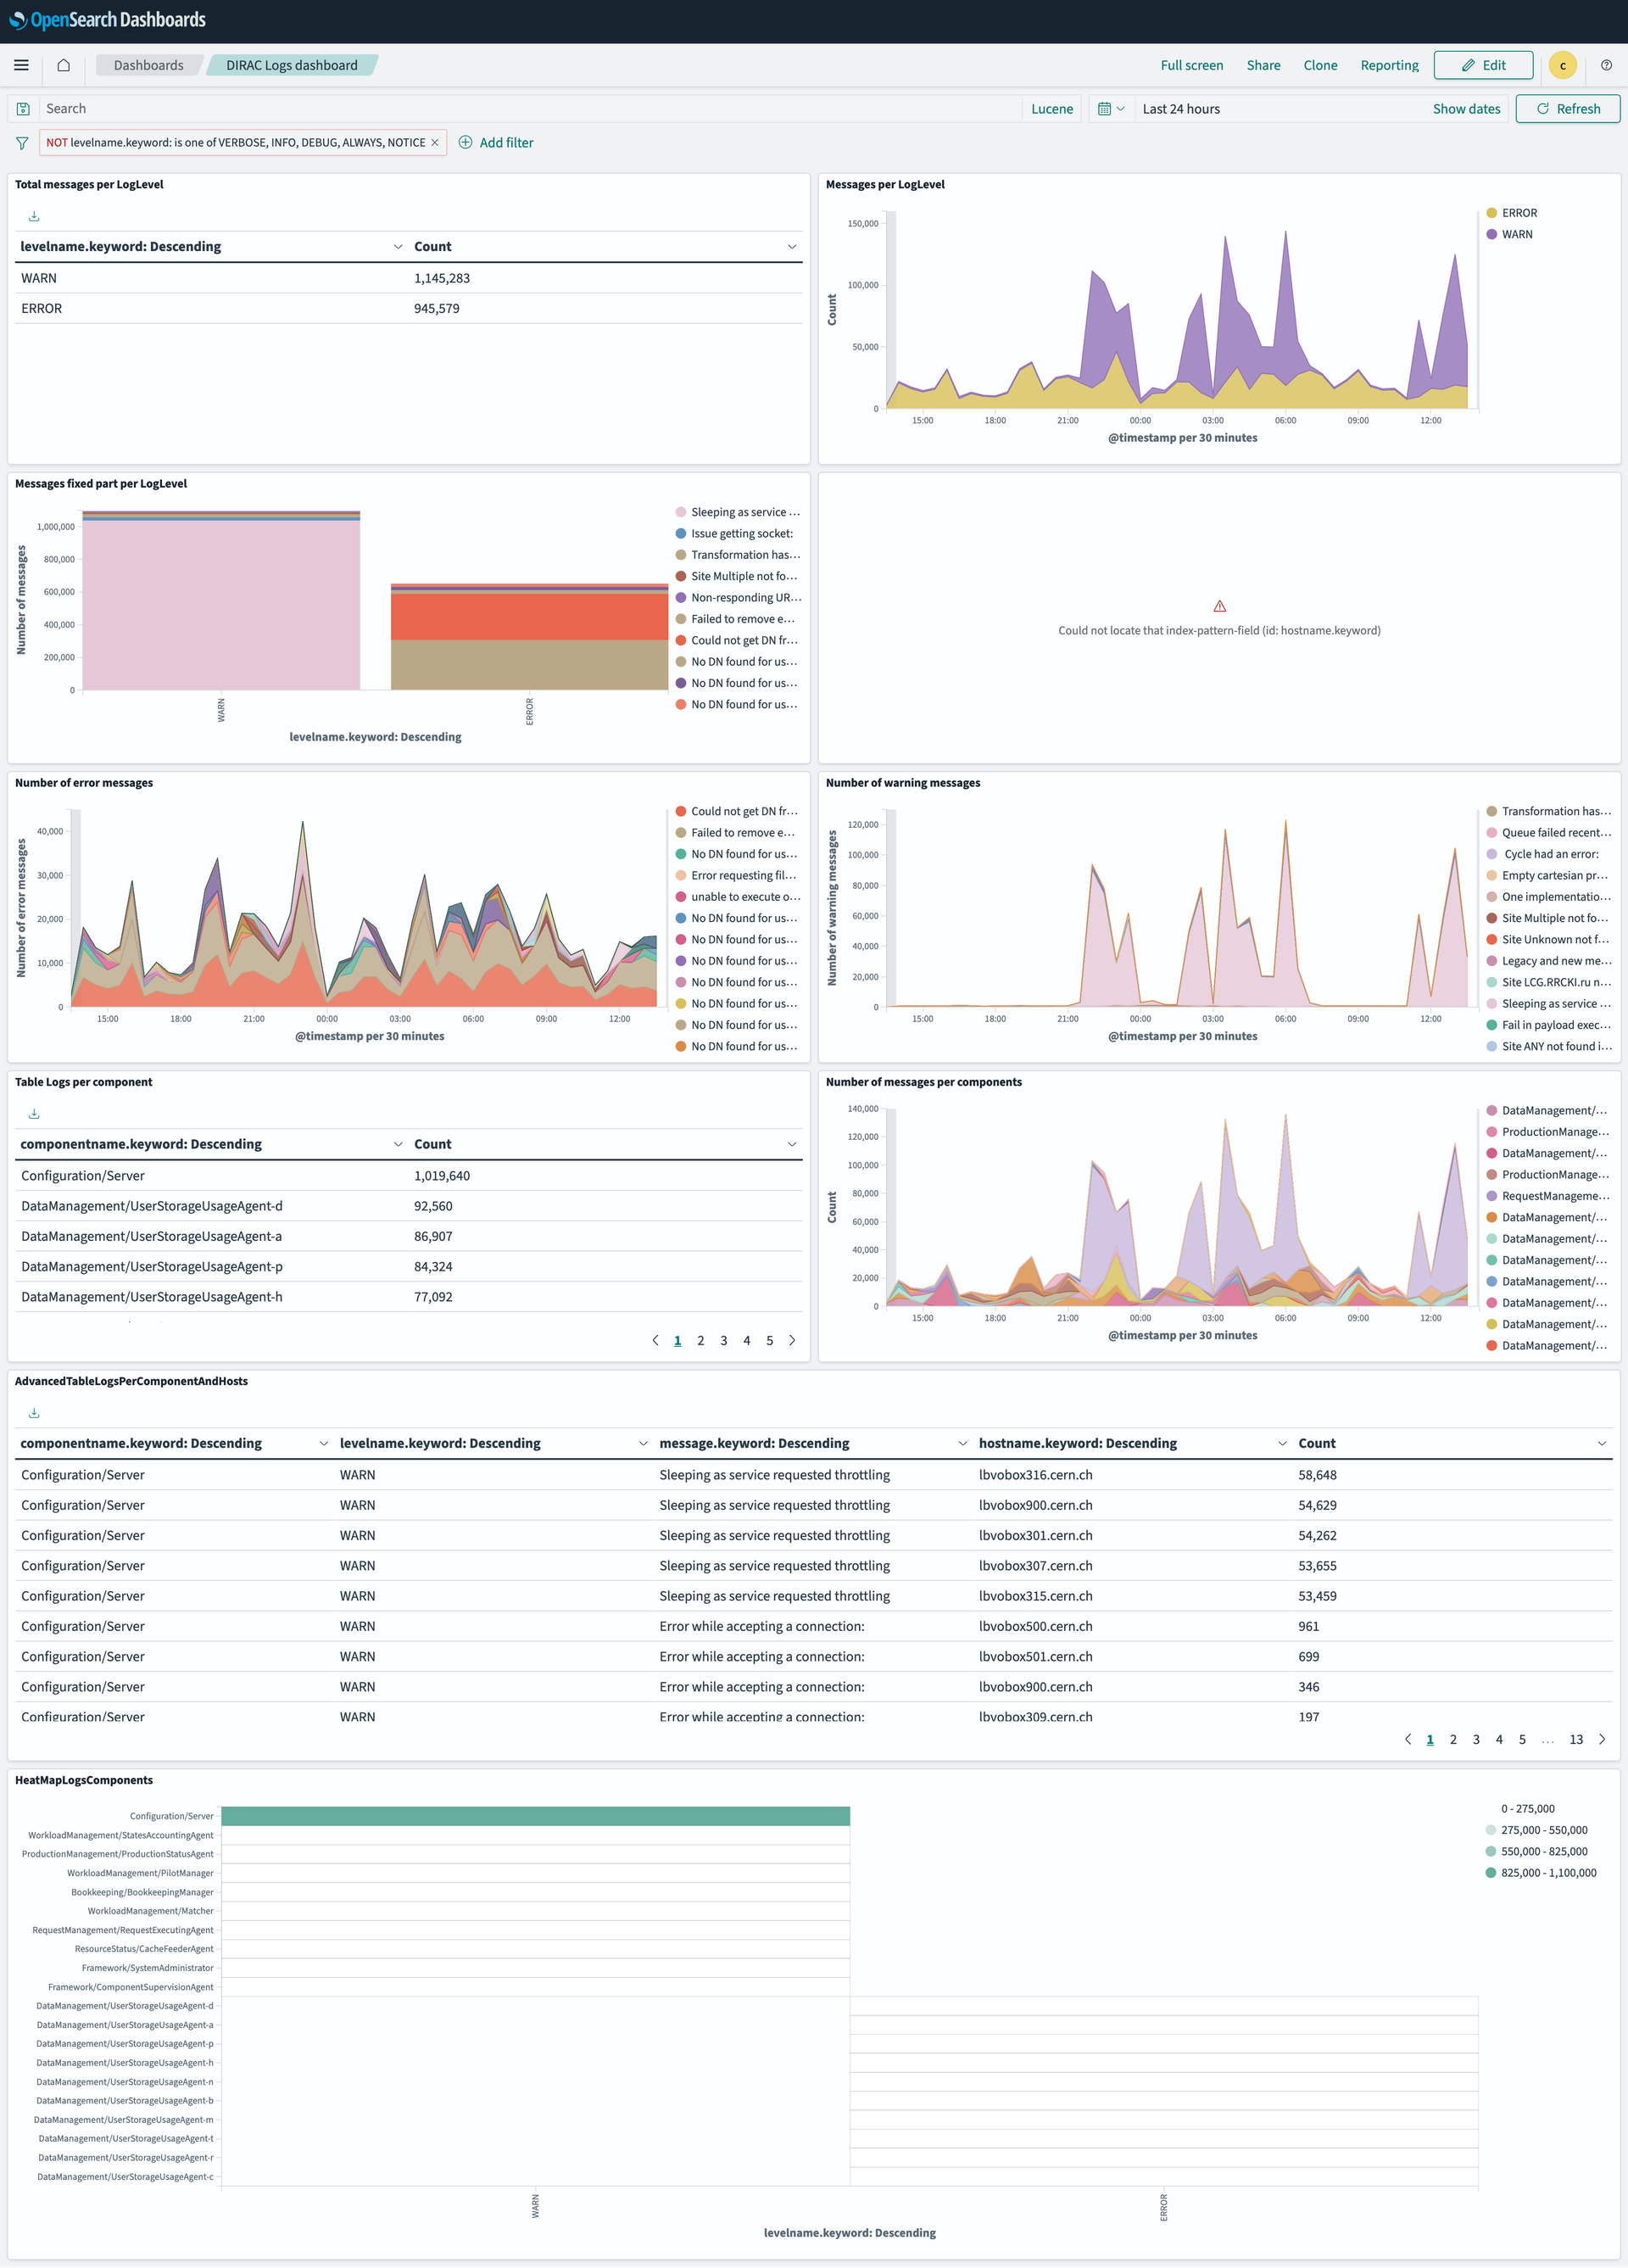 OpenSearch Dashboards
Dashboards
DIRAC Logs dashboard
Full screen
Share
Clone
Reporting
Edit
c
Search
Lucene
Last 24 hours
Show dates
Refresh
NOT levelname.keyword: is one of VERBOSE, INFO, DEBUG, ALWAYS, NOTICE ×
Add filter
Total messages per LogLevel
levelname.keyword: Descending Count
WARN 1,145,283
ERROR 945,579
Messages per LogLevel
150,000
100,000
50,000
0
Count
15:00 18:00 21:00 00:00 03:00 06:00 09:00 12:00
@timestamp per 30 minutes
ERROR
WARN
Messages fixed part per LogLevel
1,000,000
800,000
600,000
400,000
200,000
0
Number of messages
WARN
ERROR
levelname.keyword: Descending
Sleeping as service …
Issue getting socket:
Transformation has…
Site Multiple not fo…
Non-responding UR…
Failed to remove e…
Could not get DN fr…
No DN found for us…
No DN found for us…
No DN found for us…
Could not locate that index-pattern-field (id: hostname.keyword)
Number of error messages
40,000
30,000
20,000
10,000
0
Number of error messages
15:00 18:00 21:00 00:00 03:00 06:00 09:00 12:00
@timestamp per 30 minutes
Could not get DN fr…
Failed to remove e…
No DN found for us…
Error requesting fil…
unable to execute o…
No DN found for us…
No DN found for us…
No DN found for us…
No DN found for us…
No DN found for us…
No DN found for us…
No DN found for us…
Number of warning messages
120,000
100,000
80,000
60,000
40,000
20,000
0
Number of warning messages
15:00 18:00 21:00 00:00 03:00 06:00 09:00 12:00
@timestamp per 30 minutes
Transformation has…
Queue failed recent…
Cycle had an error:
Empty cartesian pr…
One implementatio…
Site Multiple not fo…
Site Unknown not f…
Legacy and new me…
Site LCG.RRCKI.ru n…
Sleeping as service …
Fail in payload exec…
Site ANY not found i…
Table Logs per component
componentname.keyword: Descending Count
Configuration/Server 1,019,640
DataManagement/UserStorageUsageAgent-d 92,560
DataManagement/UserStorageUsageAgent-a 86,907
DataManagement/UserStorageUsageAgent-p 84,324
DataManagement/UserStorageUsageAgent-h 77,092
1 2 3 4 5
Number of messages per components
140,000
120,000
100,000
80,000
60,000
40,000
20,000
0
Count
15:00 18:00 21:00 00:00 03:00 06:00 09:00 12:00
@timestamp per 30 minutes
DataManagement/…
ProductionManage…
DataManagement/…
ProductionManage…
RequestManageme…
DataManagement/…
DataManagement/…
DataManagement/…
DataManagement/…
DataManagement/…
DataManagement/…
DataManagement/…
AdvancedTableLogsPerComponentAndHosts
componentname.keyword: Descending levelname.keyword: Descending message.keyword: Descending hostname.keyword: Descending Count
Configuration/Server WARN Sleeping as service requested throttling lbvobox316.cern.ch 58,648
Configuration/Server WARN Sleeping as service requested throttling lbvobox900.cern.ch 54,629
Configuration/Server WARN Sleeping as service requested throttling lbvobox301.cern.ch 54,262
Configuration/Server WARN Sleeping as service requested throttling lbvobox307.cern.ch 53,655
Configuration/Server WARN Sleeping as service requested throttling lbvobox315.cern.ch 53,459
Configuration/Server WARN Error while accepting a connection: lbvobox500.cern.ch 961
Configuration/Server WARN Error while accepting a connection: lbvobox501.cern.ch 699
Configuration/Server WARN Error while accepting a connection: lbvobox900.cern.ch 346
Configuration/Server WARN Error while accepting a connection: lbvobox309.cern.ch 197
1 2 3 4 5 … 13
HeatMapLogsComponents
Configuration/Server
WorkloadManagement/StatesAccountingAgent
ProductionManagement/ProductionStatusAgent
WorkloadManagement/PilotManager
Bookkeeping/BookkeepingManager
WorkloadManagement/Matcher
RequestManagement/RequestExecutingAgent
ResourceStatus/CacheFeederAgent
Framework/SystemAdministrator
Framework/ComponentSupervisionAgent
DataManagement/UserStorageUsageAgent-d
DataManagement/UserStorageUsageAgent-a
DataManagement/UserStorageUsageAgent-p
DataManagement/UserStorageUsageAgent-h
DataManagement/UserStorageUsageAgent-n
DataManagement/UserStorageUsageAgent-b
DataManagement/UserStorageUsageAgent-m
DataManagement/UserStorageUsageAgent-t
DataManagement/UserStorageUsageAgent-r
DataManagement/UserStorageUsageAgent-c
WARN
ERROR
levelname.keyword: Descending
0 - 275,000
275,000 - 550,000
550,000 - 825,000
825,000 - 1,100,000